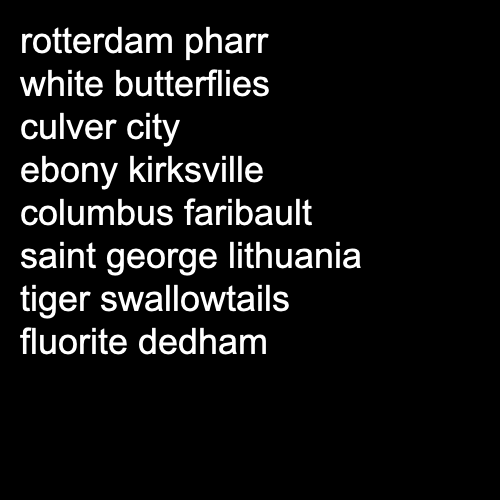 rotterdam pharr
white butterflies
culver city
ebony kirksville
columbus faribault
saint george lithuania
tiger swallowtails
fluorite dedham